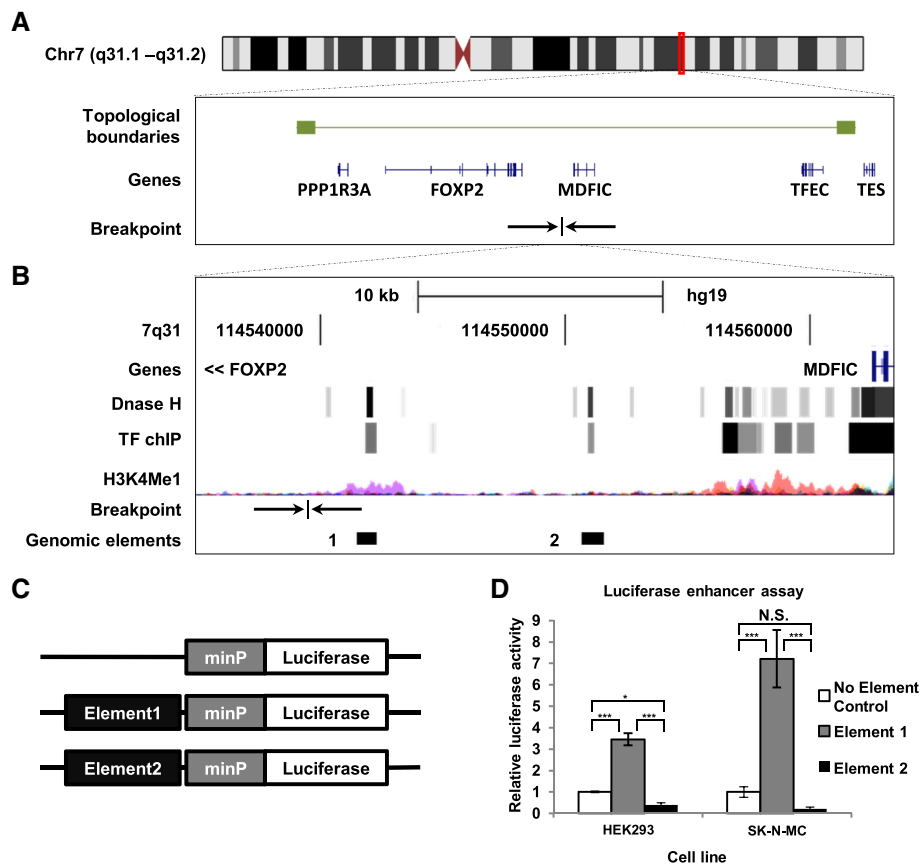 A
Chr7 (q31.1 –q31.2)
Topological
boundaries
Genes
PPP1R3A
FOXP2
MDFIC
TFEC
TES
Breakpoint
B
10 kb
hg19
7q31
114540000
114550000
114560000
Genes
<< FOXP2
MDFIC
Dnase H
TF chIP
H3K4Me1
Breakpoint
Genomic elements
1
2
C
minP
Luciferase
Element1
minP
Luciferase
Element2
minP
Luciferase
D
Luciferase enhancer assay
Relative luciferase activity
9
8
7
6
5
4
3
2
1
0
*
***
***
N.S.
***
***
HEK293
SK-N-MC
Cell line
No Element
Control
Element 1
Element 2